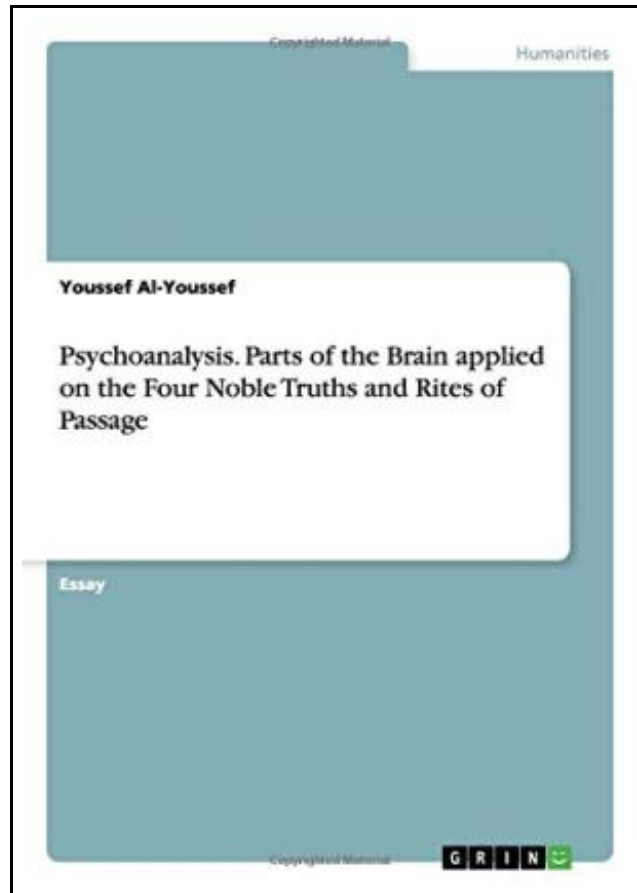 Copyrighted Material
Humanities
Youssef Al-Youssef
Psychoanalysis. Parts of the Brain applied
on the Four Noble Truths and Rites of
Passage
Essay
Copyrighted Material
GRIN